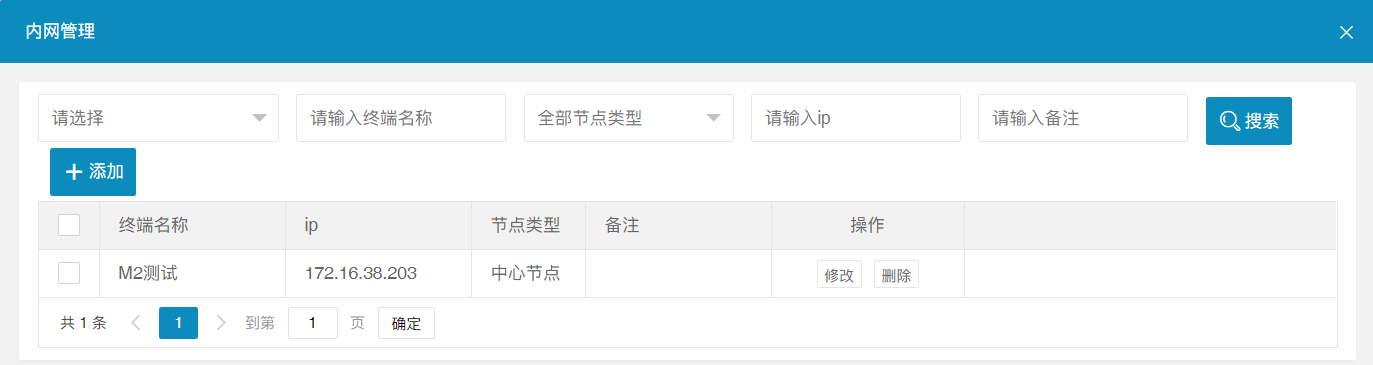 内网管理
请选择 请输入终端名称 全部节点类型 请输入ip 请输入备注 搜索
添加
终端名称 ip 节点类型 备注 操作
M2测试 172.16.38.203 中心节点 修改 删除
共 1 条 1 到第 1 页 确定